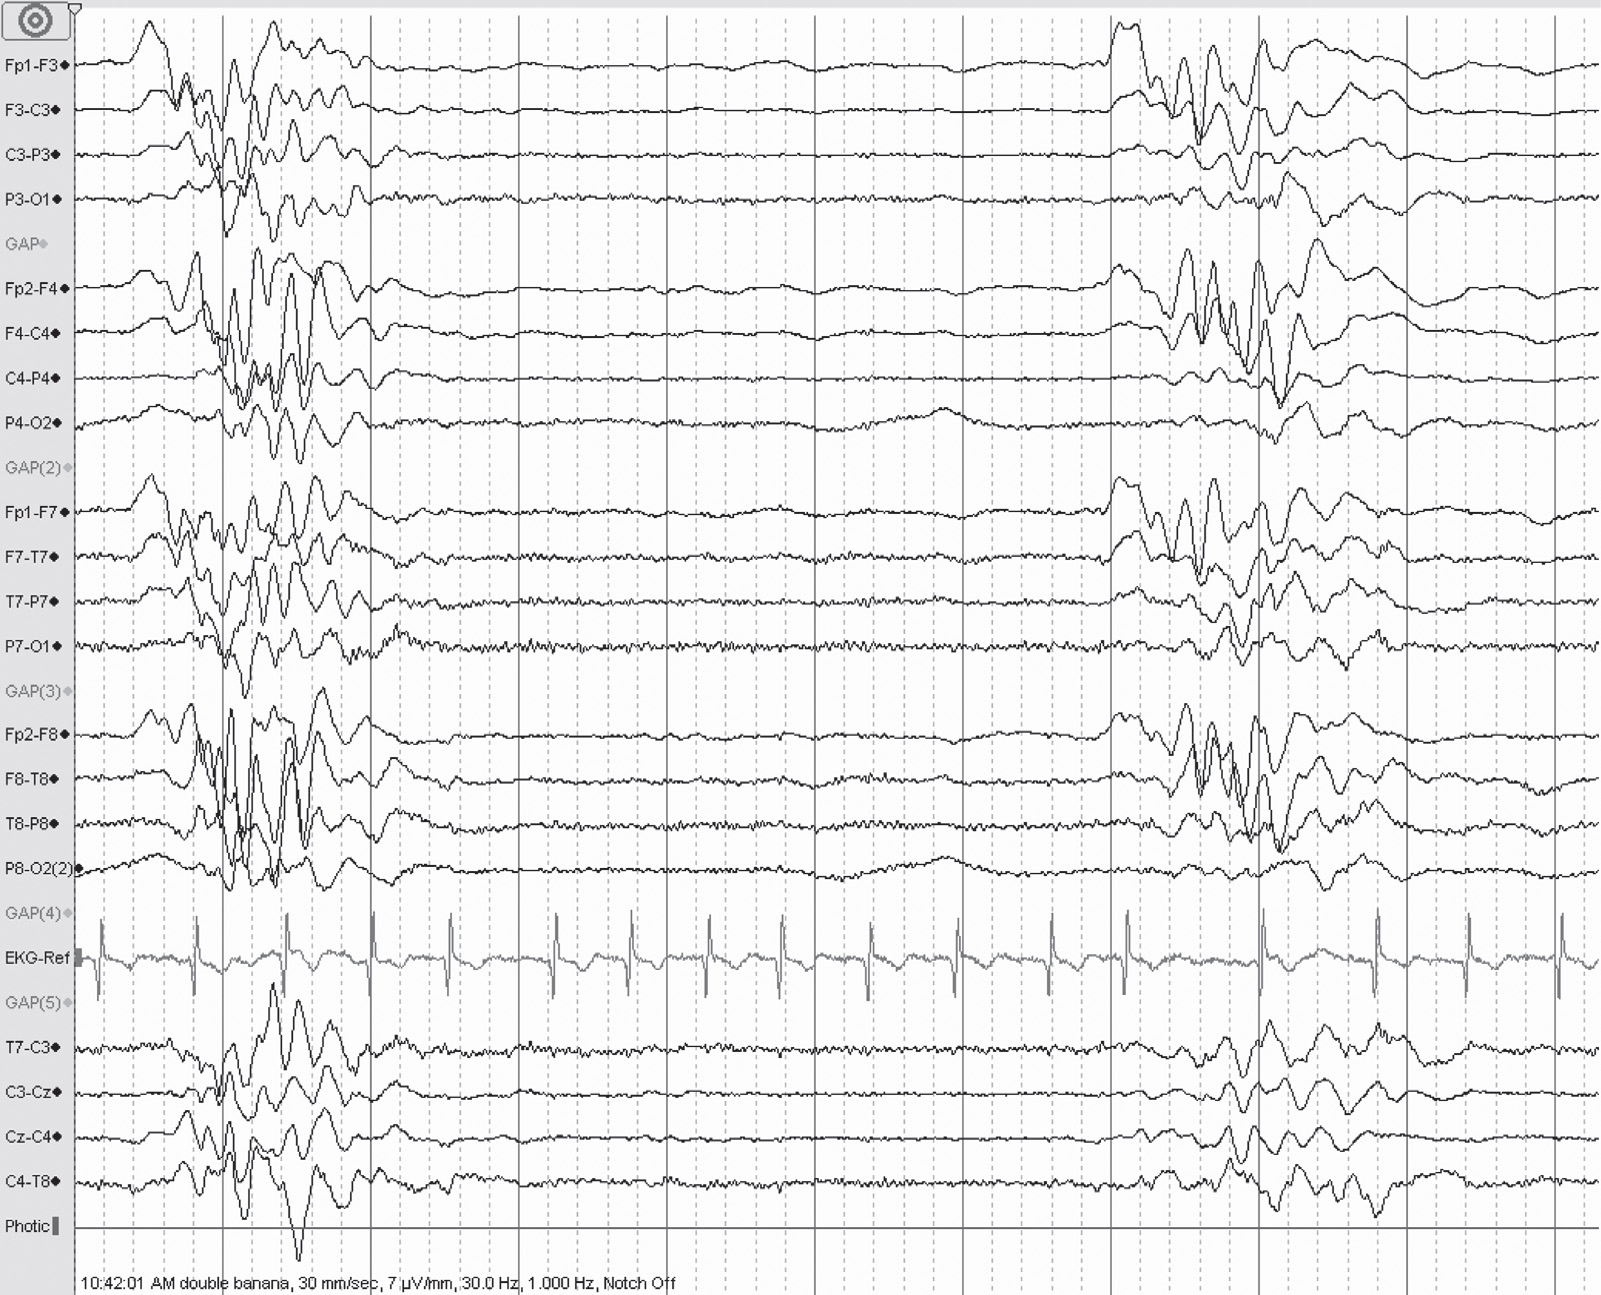 Fp1-F3
F3-C3
C3-P3
P3-O1
GAP
Fp2-F4
F4-C4
C4-P4
P4-O2
GAP(2)
Fp1-F7
F7-T7
T7-P7
P7-O1
GAP(3)
Fp2-F8
F8-T8
T8-P8
P8-O2(2)
GAP(4)
EKG-Ref
GAP(5)
T7-C3
C3-Cz
Cz-C4
C4-T8
Photic
10:42:01 AM double banana, 30 mm/sec, 7 µV/mm, 30.0 Hz, 1.000 Hz, Notch Off